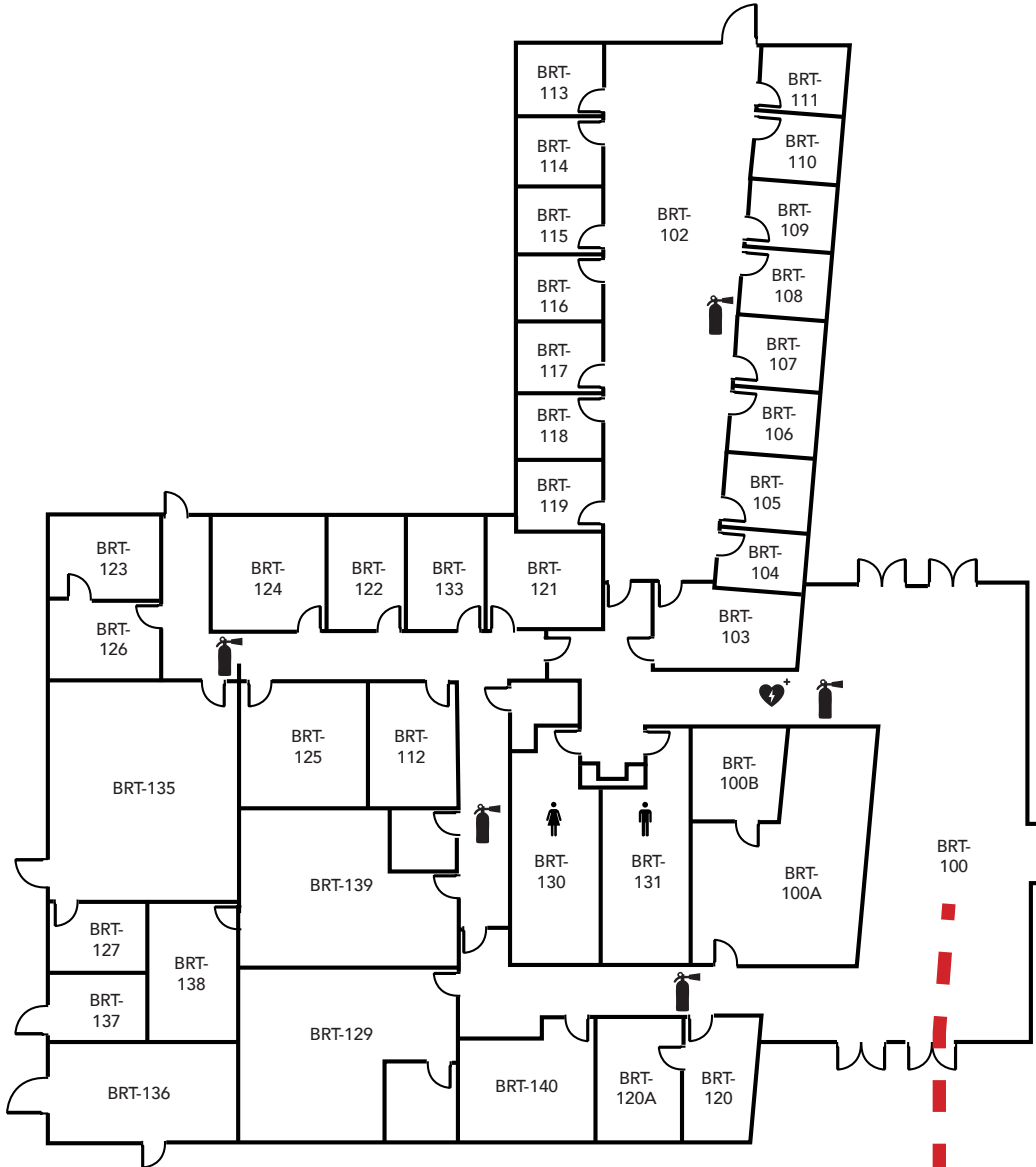 BRT-
113
BRT-
111
BRT-
114
BRT-
110
BRT-
115
BRT-
102
BRT-
109
BRT-
116
BRT-
108
BRT-
117
BRT-
107
BRT-
118
BRT-
106
BRT-
119
BRT-
105
BRT-
123
BRT-
124
BRT-
122
BRT-
133
BRT-
121
BRT-
104
BRT-
126
BRT-
103
BRT-
125
BRT-
112
BRT-
100B
BRT-135
BRT-
130
BRT-
131
BRT-
100A
BRT-
100
BRT-139
BRT-
127
BRT-
138
BRT-
137
BRT-129
BRT-136
BRT-140
BRT-
120A
BRT-
120